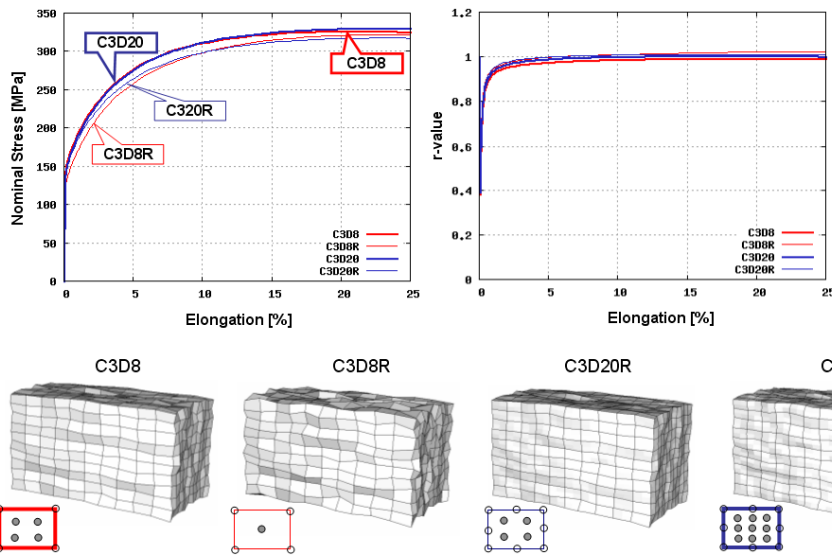 350
300
250
200
150
100
50
0
0
5
10
15
20
25
Nominal Stress [MPa]
Elongation [%]
C3D20
C3D8
C320R
C3D8R
C3D8
C3D8R
C3D20
C3D20R
1.2
1
0.8
0.6
0.4
0.2
0
0
5
10
15
20
25
r-value
Elongation [%]
C3D8
C3D8R
C3D20
C3D20R
C3D8 C3D8R C3D20R C